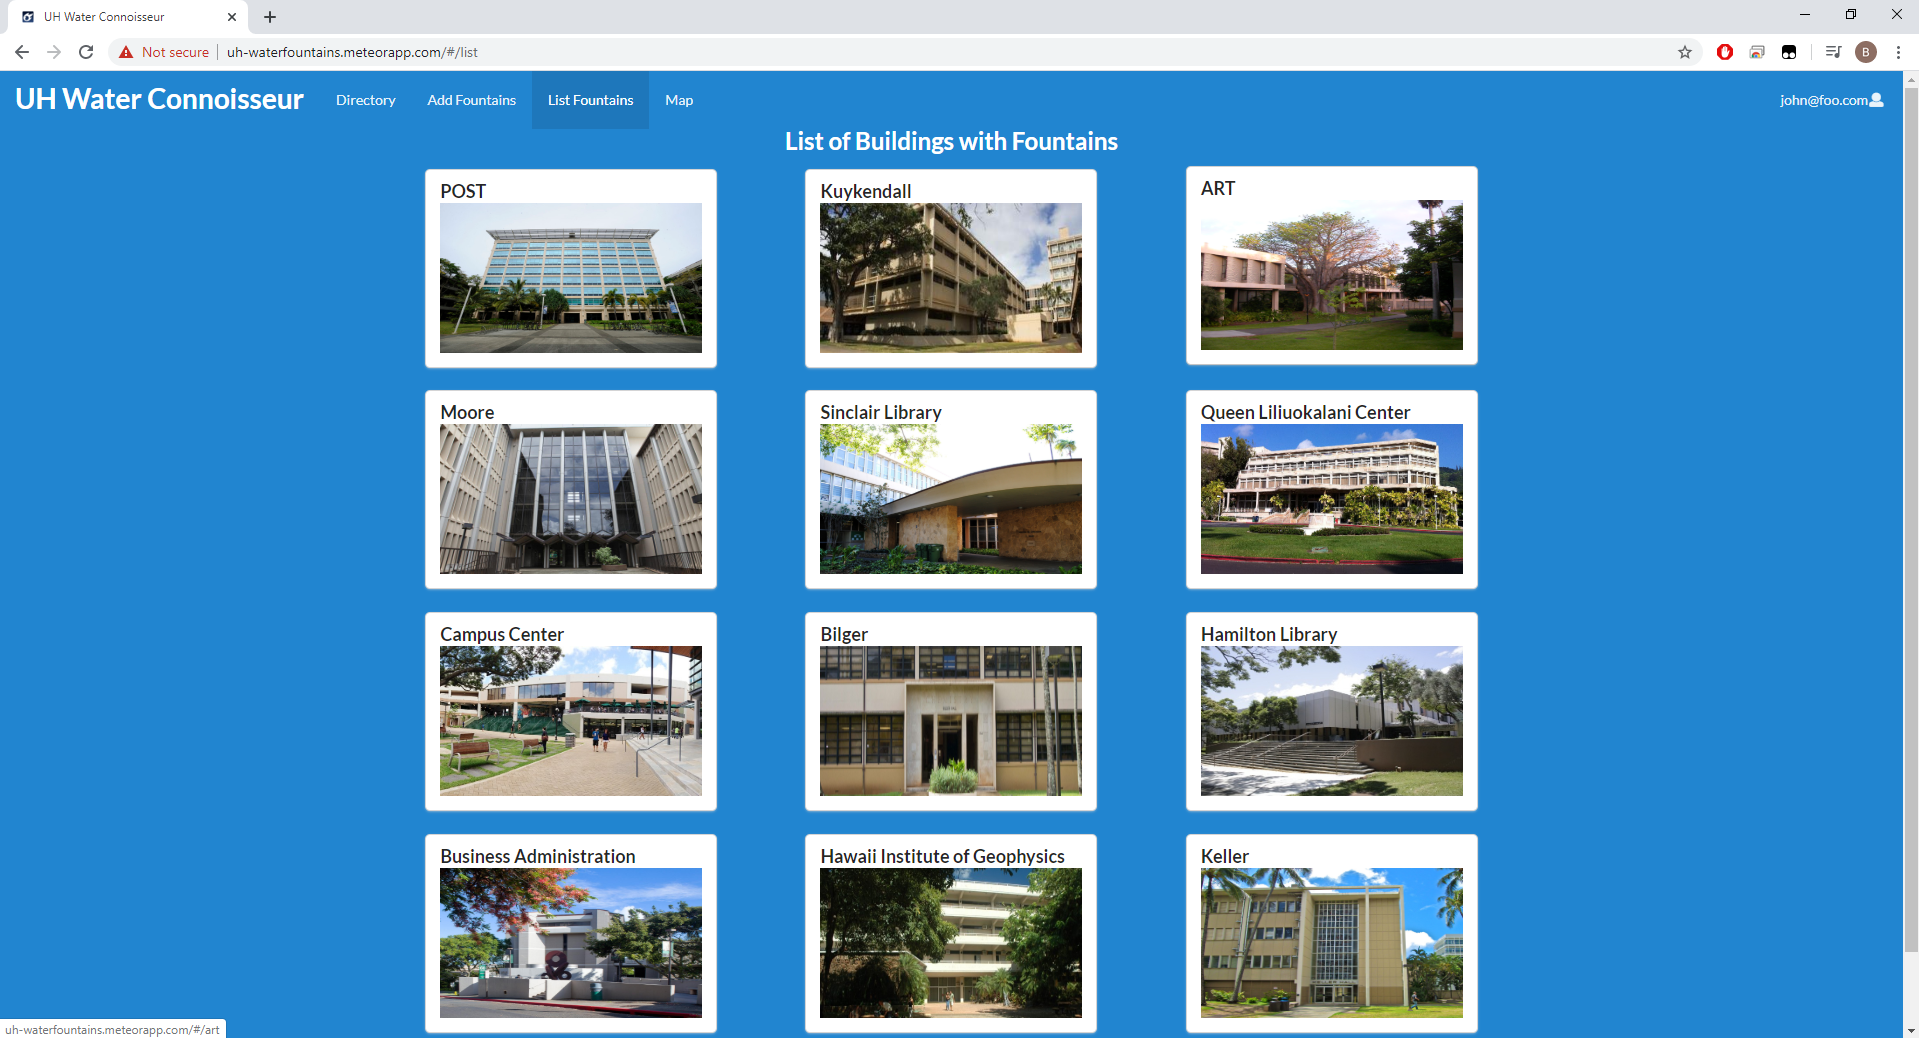 UH Water Connoisseur
Not secure
uh-waterfountains.meteorapp.com/#/list
B
UH Water Connoisseur
Directory
Add Fountains
List Fountains
Map
john@foo.com
List of Buildings with Fountains
POST
Kuykendall
ART
Moore
Sinclair Library
Queen Liliuokalani Center
Campus Center
Bilger
Hamilton Library
Business Administration
Hawaii Institute of Geophysics
Keller
uh-waterfountains.meteorapp.com/#/art